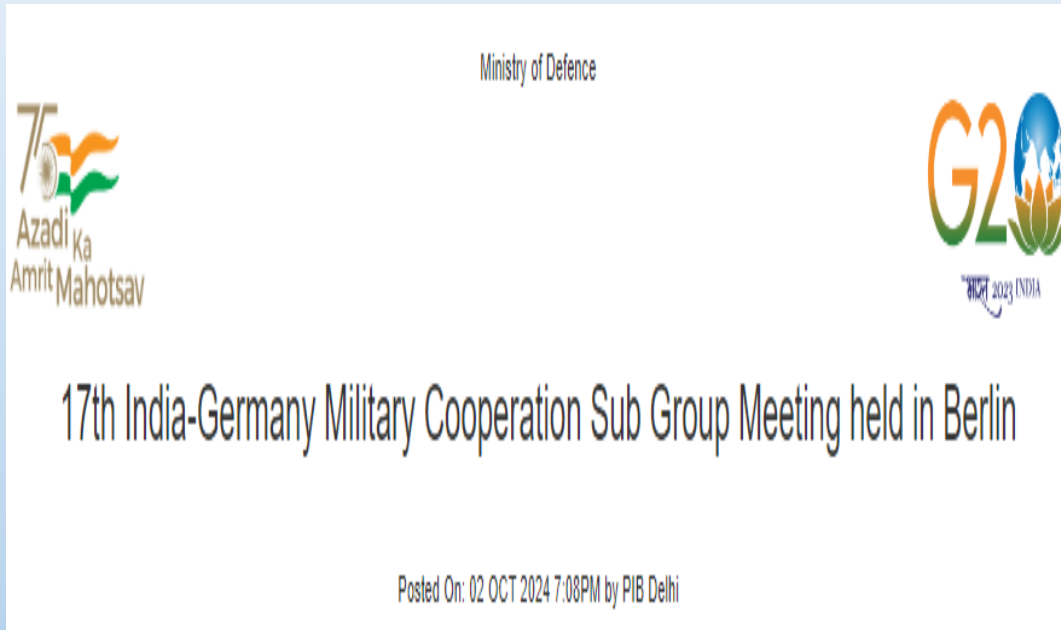 Ministry of Defence
75
Azadi Ka
Amrit Mahotsav
G20
भारत 2023 INDIA
17th India-Germany Military Cooperation Sub Group Meeting held in Berlin
Posted On: 02 OCT 2024 7:08PM by PIB Delhi